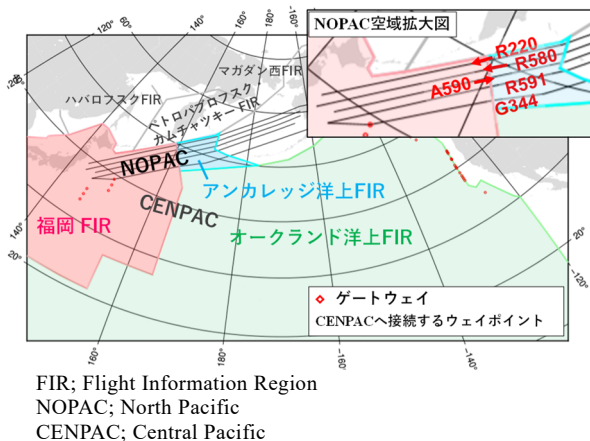 120°
80°
60°
160°
NOPAC空域拡大図
R220
R580
A590
R591
G344
マガダン西FIR
ハバロフスクFIR
ペトロパブロフスク
カムチャツキー FIR
NOPAC
アンカレッジ洋上FIR
CENPAC
福岡 FIR
オークランド洋上FIR
140°
20°
20°
-120°
◇ ゲートウェイ
CENPACへ接続するウェイポイント
160°
180°
-160°
-140°
FIR; Flight Information Region
NOPAC; North Pacific
CENPAC; Central Pacific